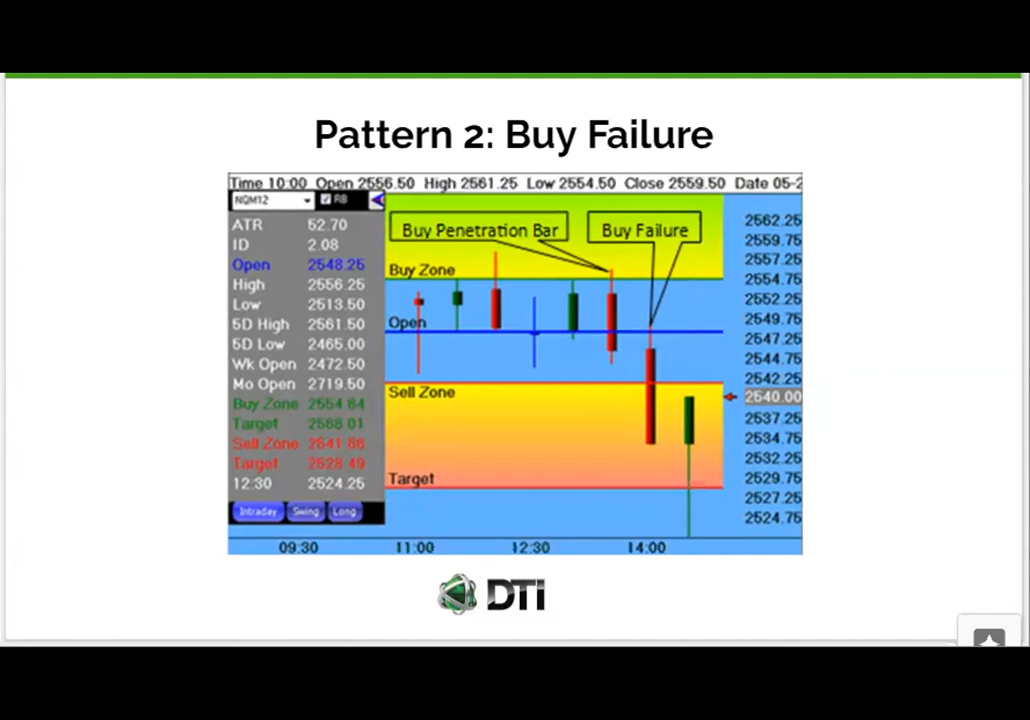 Pattern 2: Buy Failure
Time 10:00 Open 2556.50 High 2561.25 Low 2554.50 Close 2559.50 Date 05-2
NQM12
RB
ATR 52.70
ID 2.08
Open 2548.25
High 2556.25
Low 2513.50
5D High 2561.50
5D Low 2465.00
Wk Open 2472.50
Mo Open 2719.50
Buy Zone 2554.64
Target 2568.01
Sell Zone 2541.86
Target 2528.49
12:30 2524.25
Intraday Swing Long
Buy Penetration Bar
Buy Failure
Buy Zone
Open
Sell Zone
Target
2562.25
2559.75
2557.25
2554.75
2552.25
2549.75
2547.25
2544.75
2542.25
2540.00
2537.25
2534.75
2532.25
2529.75
2527.25
2524.75
09:30 11:00 12:30 14:00
DTI